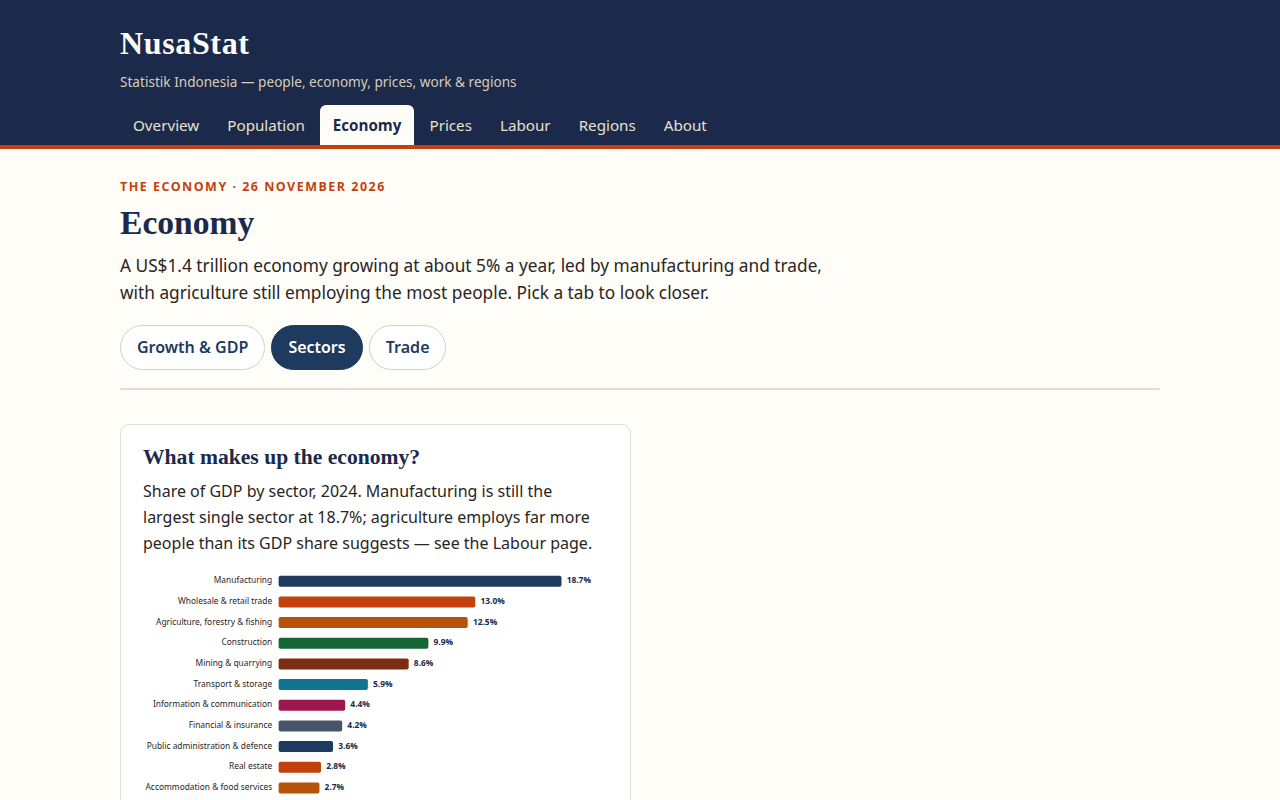 NusaStat
Statistik Indonesia — people, economy, prices, work & regions
Overview Population Economy Prices Labour Regions About
THE ECONOMY · 26 NOVEMBER 2026
Economy
A US$1.4 trillion economy growing at about 5% a year, led by manufacturing and trade,
with agriculture still employing the most people. Pick a tab to look closer.
Growth & GDP Sectors Trade
What makes up the economy?
Share of GDP by sector, 2024. Manufacturing is still the
largest single sector at 18.7%; agriculture employs far more
people than its GDP share suggests — see the Labour page.
Manufacturing 18.7%
Wholesale & retail trade 13.0%
Agriculture, forestry & fishing 12.5%
Construction 9.9%
Mining & quarrying 8.6%
Transport & storage 5.9%
Information & communication 4.4%
Financial & insurance 4.2%
Public administration & defence 3.6%
Real estate 2.8%
Accommodation & food services 2.7%